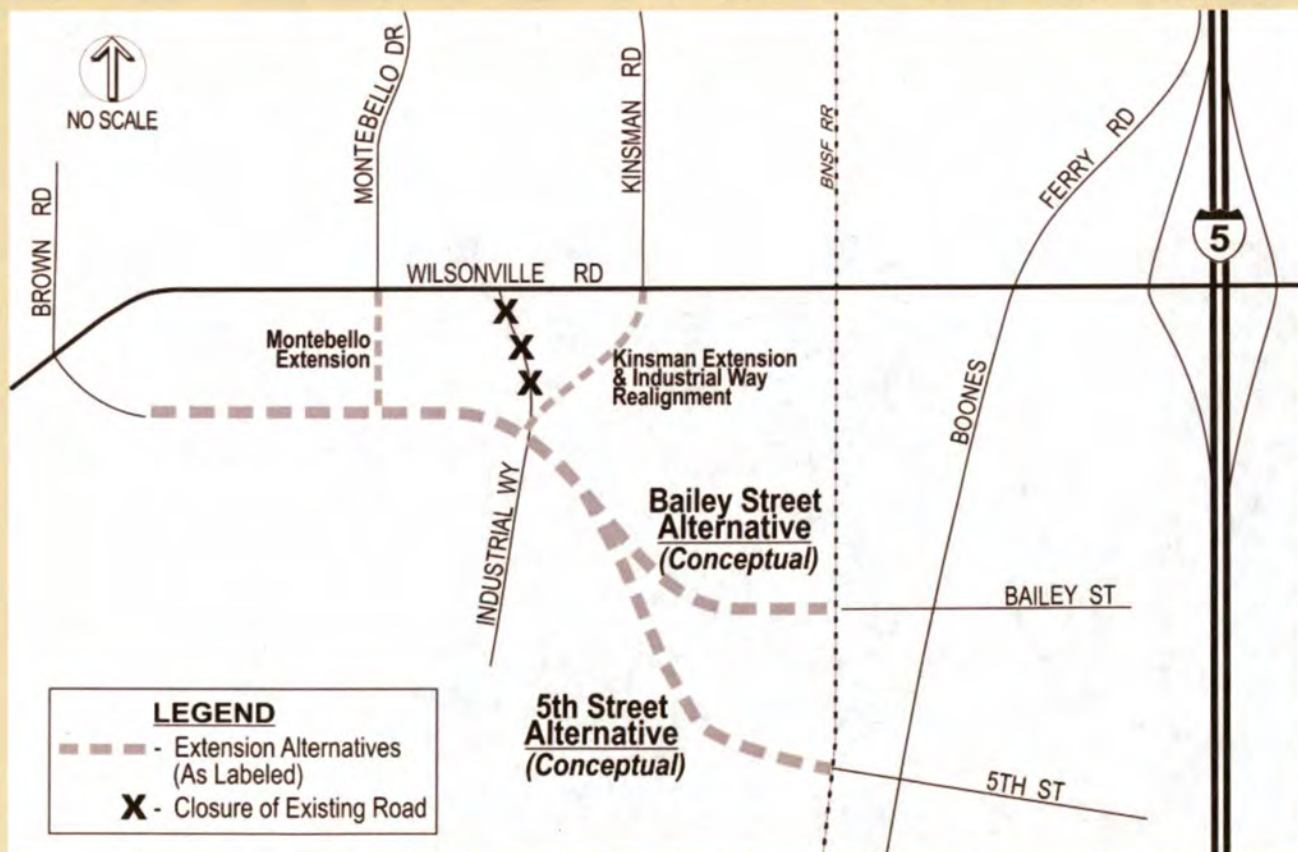 NO SCALE
BROWN RD
MONTEBELLO DR
KINSMAN RD
BNSF RR
FERRY RD
5
WILSONVILLE RD
Montebello
Extension
X
X
X
Kinsman Extension
& Industrial Way
Realignment
BOONES
INDUSTRIAL WY
Bailey Street
Alternative
(Conceptual)
BAILEY ST
5th Street
Alternative
(Conceptual)
5TH ST
LEGEND
- Extension Alternatives
(As Labeled)
X - Closure of Existing Road